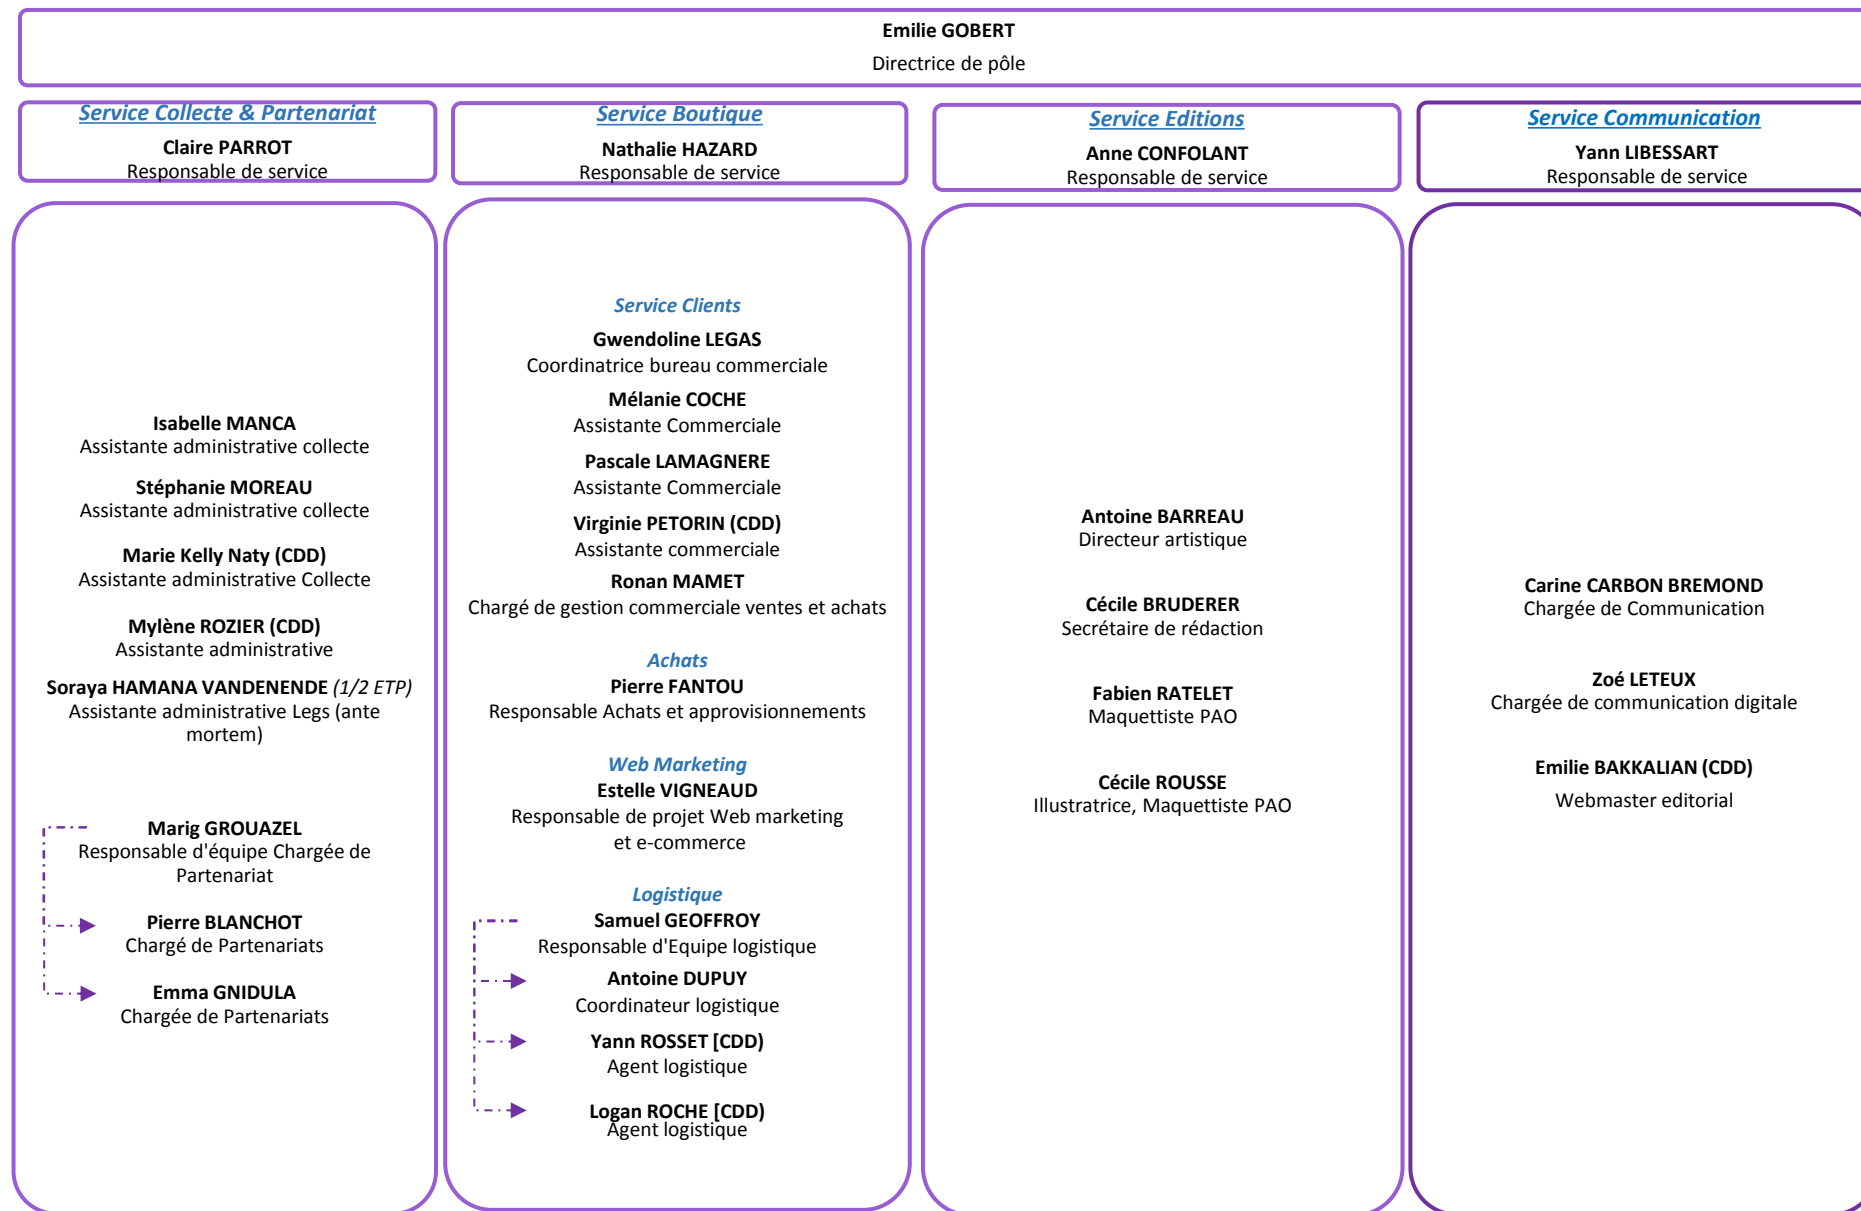 Emilie GOBERT
Directrice de pôle
Service Collecte & Partenariat
Claire PARROT
Responsable de service
Isabelle MANCA
Assistante administrative collecte
Stéphanie MOREAU
Assistante administrative collecte
Marie Kelly Naty (CDD)
Assistante administrative Collecte
Mylène ROZIER (CDD)
Assistante administrative
Soraya HAMANA VANDENENDE (1/2 ETP)
Assistante administrative Legs (ante
mortem)
Marig GROUAZEL
Responsable d'équipe Chargée de
Partenariat
Pierre BLANCHOT
Chargé de Partenariats
Emma GNIDULA
Chargée de Partenariats
Service Boutique
Nathalie HAZARD
Responsable de service
Service Clients
Gwendoline LEGAS
Coordinatrice bureau commerciale
Mélanie COCHE
Assistante Commerciale
Pascale LAMAGNERE
Assistante Commerciale
Virginie PETORIN (CDD)
Assistante commerciale
Ronan MAMET
Chargé de gestion commerciale ventes et achats
Achats
Pierre FANTOU
Responsable Achats et approvisionnements
Web Marketing
Estelle VIGNEAUD
Responsable de projet Web marketing
et e-commerce
Logistique
Samuel GEOFFROY
Responsable d'Equipe logistique
Antoine DUPUY
Coordinateur logistique
Yann ROSSET [CDD)
Agent logistique
Logan ROCHE [CDD)
Agent logistique
Service Editions
Anne CONFOLANT
Responsable de service
Antoine BARREAU
Directeur artistique
Cécile BRUDERER
Secrétaire de rédaction
Fabien RATELET
Maquettiste PAO
Cécile ROUSSE
Illustratrice, Maquettiste PAO
Service Communication
Yann LIBESSART
Responsable de service
Carine CARBON BREMOND
Chargée de Communication
Zoé LETEUX
Chargée de communication digitale
Emilie BAKKALIAN (CDD)
Webmaster editorial